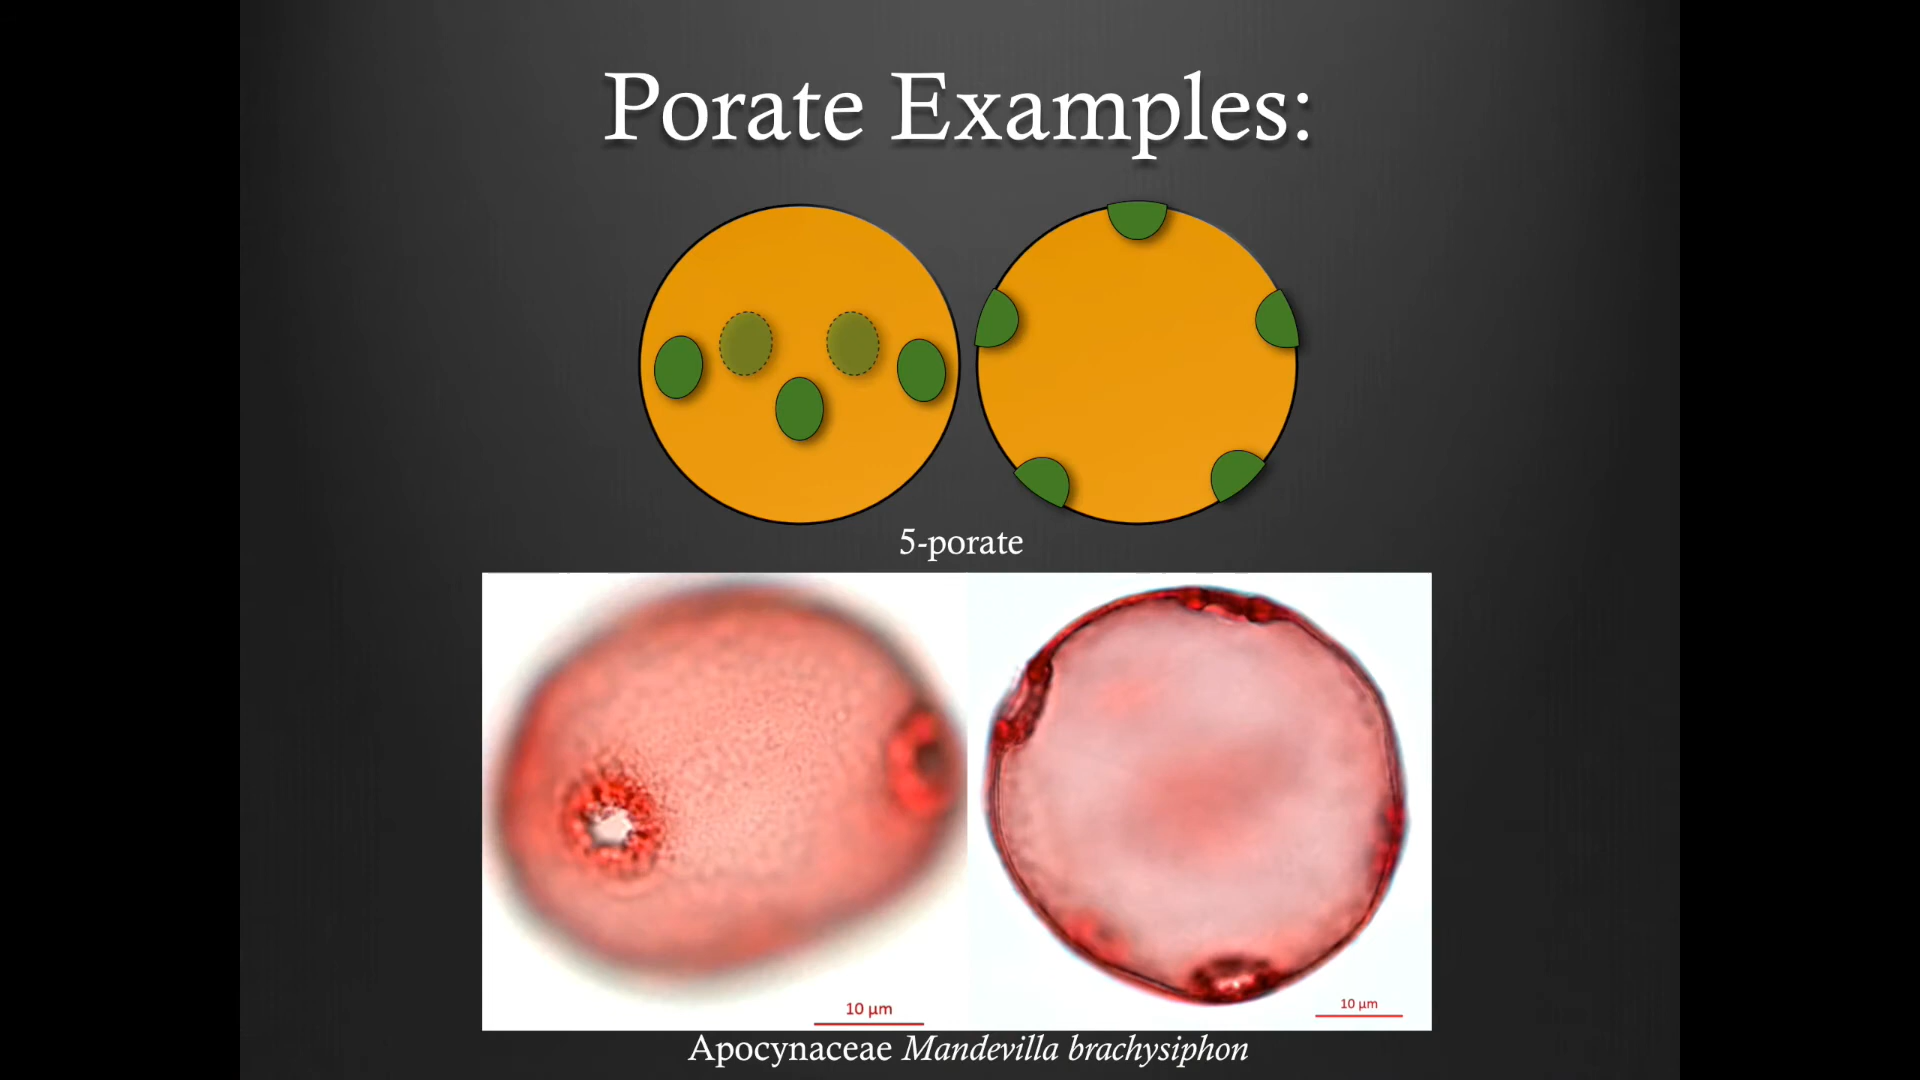 Porate Examples:
5-porate
10 µm
10 µm
Apocynaceae Mandevilla brachysiphon